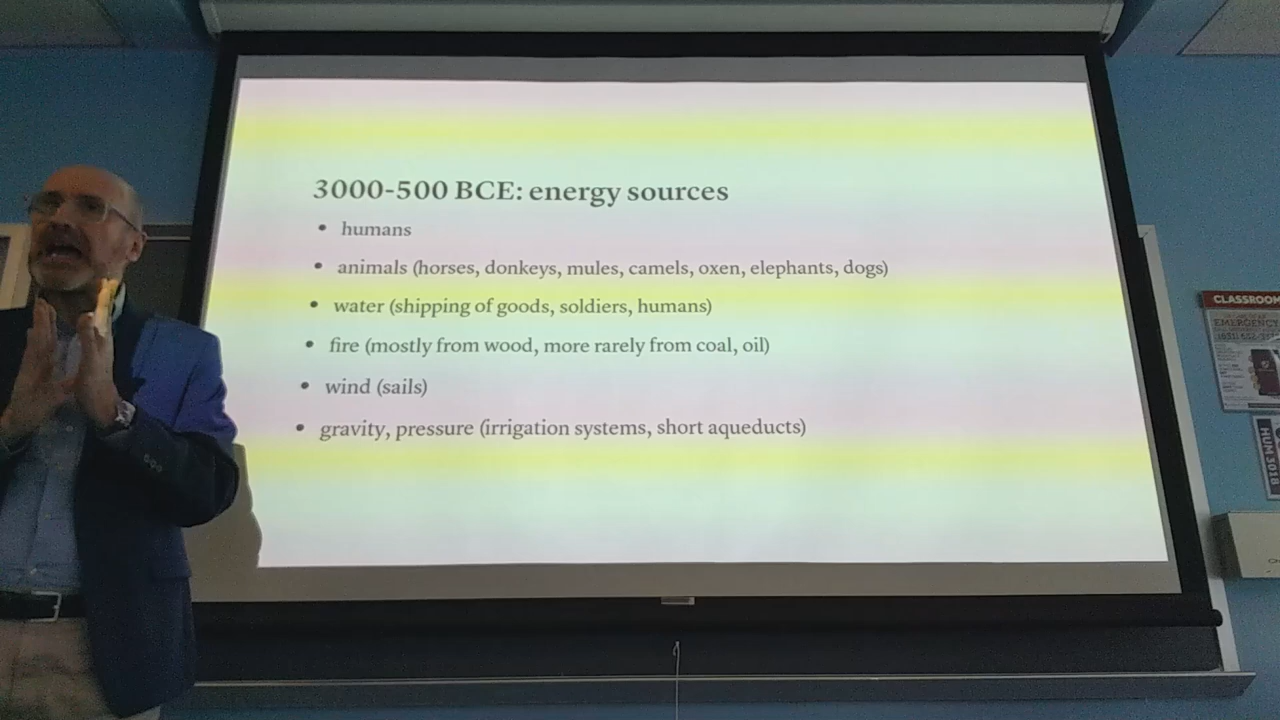 3000-500 BCE: energy sources
• humans
• animals (horses, donkeys, mules, camels, oxen, elephants, dogs)
• water (shipping of goods, soldiers, humans)
• fire (mostly from wood, more rarely from coal, oil)
• wind (sails)
• gravity, pressure (irrigation systems, short aqueducts)
CLASSROOM
EMERGENCY
HUM 3018